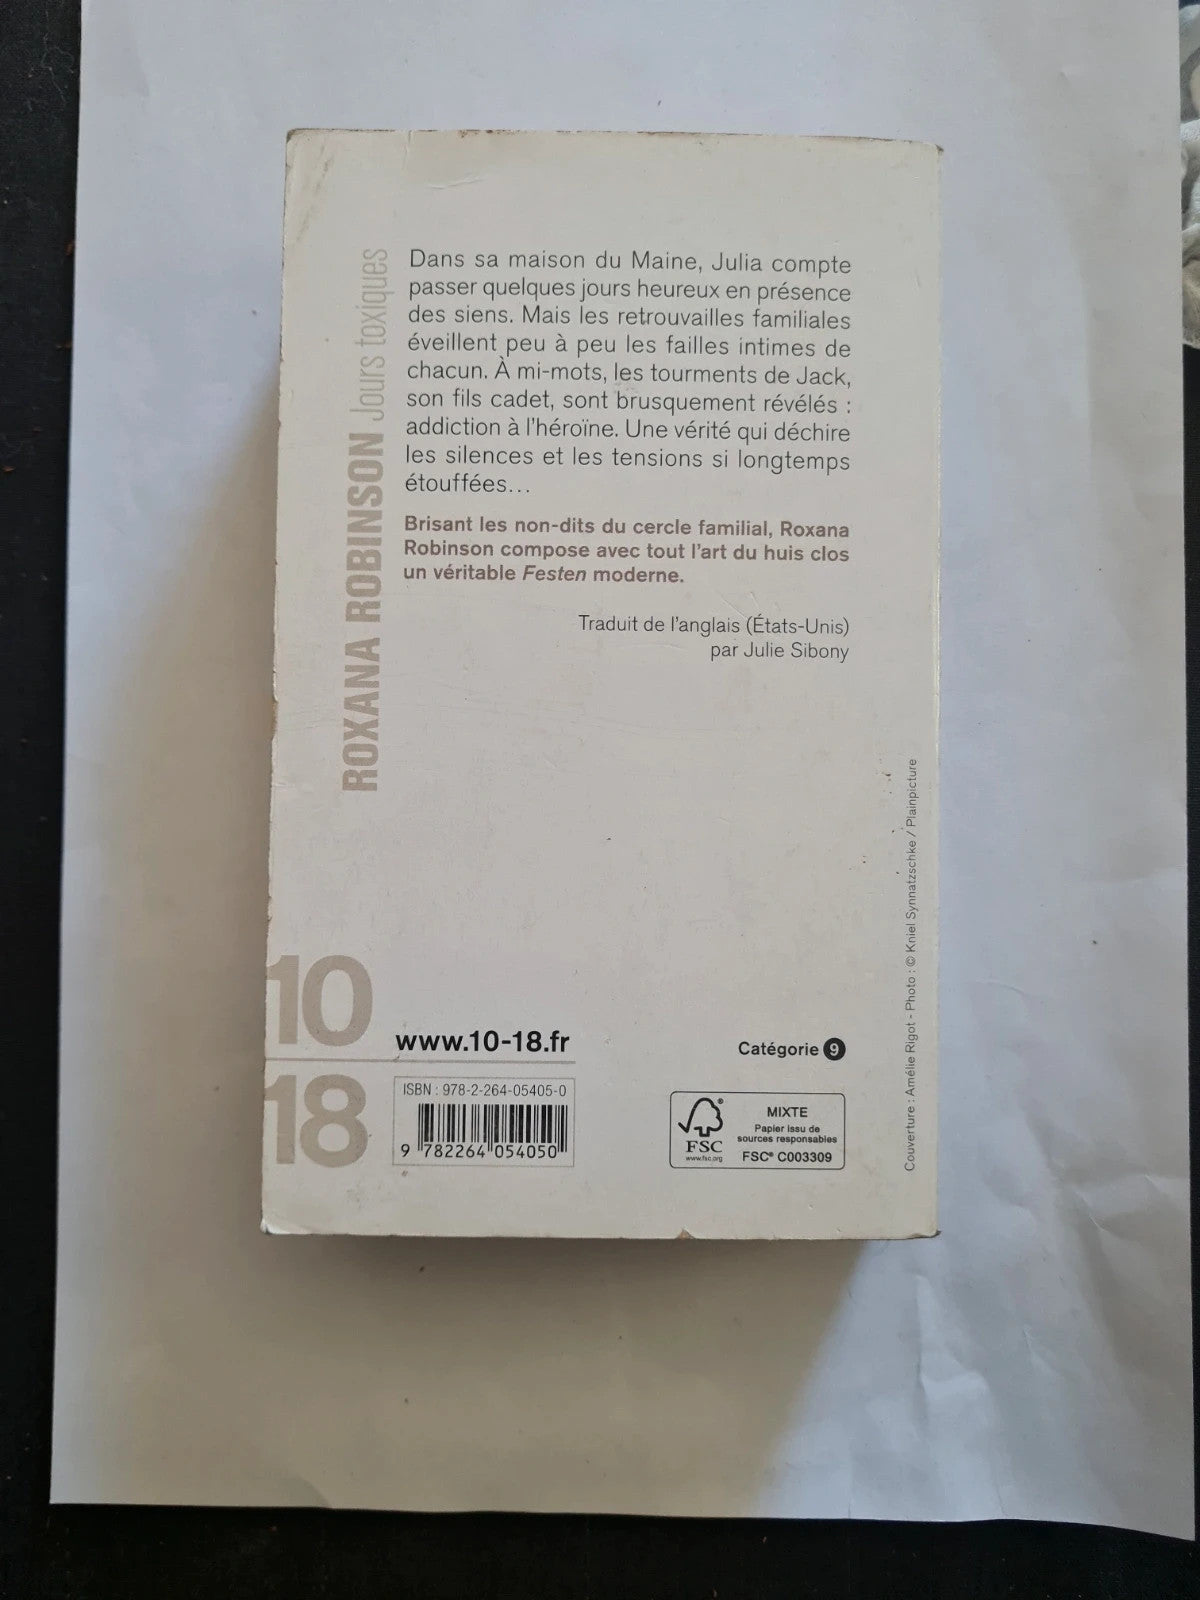 ROXANA ROBINSON Jours toxiques
Dans sa maison du Maine, Julia compte
passer quelques jours heureux en présence
des siens. Mais les retrouvailles familiales
éveillent peu à peu les failles intimes de
chacun. À mi-mots, les tourments de Jack,
son fils cadet, sont brusquement révélés :
addiction à l'héroïne. Une vérité qui déchire
les silences et les tensions si longtemps
étouffées...
Brisant les non-dits du cercle familial, Roxana
Robinson compose avec tout l'art du huis clos
un véritable Festen moderne.
Traduit de l'anglais (États-Unis)
par Julie Sibony
10
18
www.10-18.fr
Catégorie 9
ISBN : 978-2-264-05405-0
9 782264 054050
FSC®
www.fsc.org
MIXTE
Papier issu de
sources responsables
FSC® C003309
Couverture : Amélie Rigot - Photo : © Kniel Synnatzschke / Plainpicture